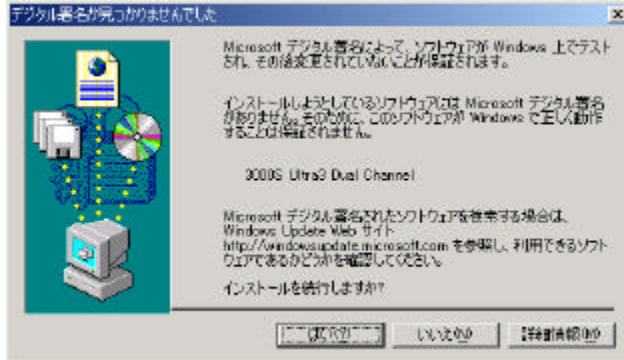 デジタル署名が見つかりませんでした
Microsoft デジタル署名によって、ソフトウェアが Windows 上でテスト
され、その後変更されていないことが保証されます。
インストールしようとしているソフトウェアには Microsoft デジタル署名
がありません。そのために、このソフトウェアが Windows で正しく動作
することは保証されません。
3000S Ultra3 Dual Channel
Microsoft デジタル署名されたソフトウェアを検索する場合は、
Windows Update Web サイト
http://windowsupdate.microsoft.com を参照し、利用できるソフト
ウェアであるかどうかを確認してください。
インストールを続行しますか?
はい(Y) いいえ(N) 詳細情報(M)